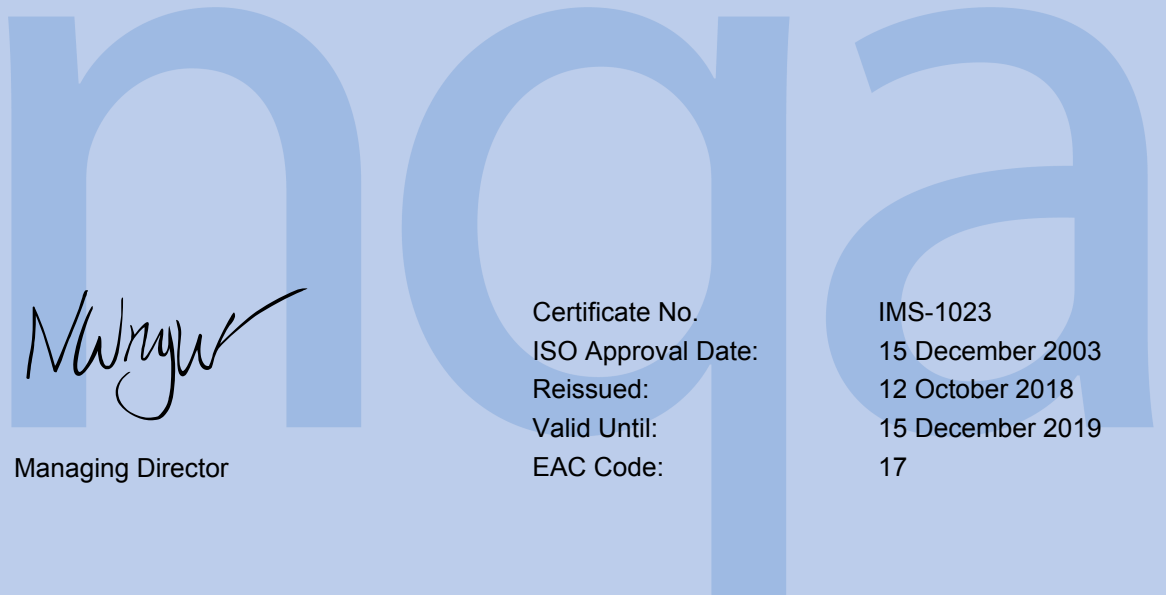 nqa
Certificate No. IMS-1023
ISO Approval Date: 15 December 2003
Reissued: 12 October 2018
Valid Until: 15 December 2019
Managing Director
EAC Code: 17